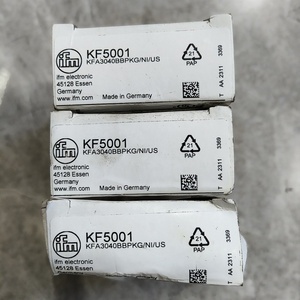 ifm
KF5001
KFA3040BBPKG/NI/US
ifm electronic
45128 Essen
Germany
www.ifm.com
Made in Germany
21
PAP
T AA 2311 3369
ifm
KF5001
KFA3040BBPKG/NI/US
ifm electronic
45128 Essen
Germany
www.ifm.com
Made in Germany
21
PAP
T AA 2311 3369
ifm
KF5001
KFA3040BBPKG/NI/US
ifm electronic
45128 Essen
21
PAP
T AA 2311 3369